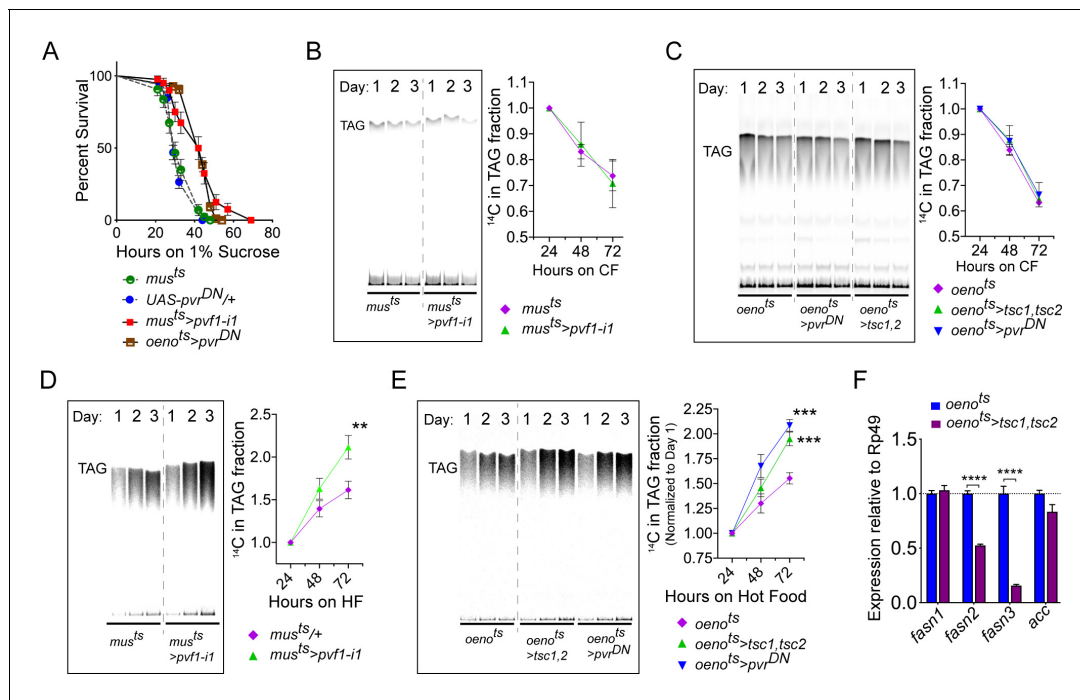 A
Percent Survival
100
50
0
0 20 40 60 80
Hours on 1% Sucrose
mus^ts
UAS-pvr^DN/+
mus^ts>pvf1-i1
oeno^ts>pvr^DN
B
Day: 1 2 3 1 2 3
TAG
mus^ts
mus^ts
>pvf1-i1
14C in TAG fraction
1.1
1.0
0.9
0.8
0.7
0.6
0.5
24 48 72
Hours on CF
mus^ts
mus^ts>pvf1-i1
C
Day: 1 2 3 1 2 3 1 2 3
TAG
oeno^ts
oeno^ts
>pvr^DN
oeno^ts
>tsc1,2
14C in TAG fraction
1.1
1.0
0.9
0.8
0.7
0.6
0.5
24 48 72
Hours on CF
oeno^ts
oeno^ts>tsc1,tsc2
oeno^ts>pvr^DN
D
Day: 1 2 3 1 2 3
TAG
mus^ts
mus^ts
>pvf1-i1
14C in TAG fraction
2.5
2.0
1.5
1.0
**
24 48 72
Hours on HF
mus^ts/+
mus^ts>pvf1-i1
E
Day: 1 2 3 1 2 3 1 2 3
TAG
oeno^ts
oeno^ts
>tsc1,2
oeno^ts
>pvr^DN
14C in TAG fraction
(Normalized to Day 1)
2.25
2.00
1.75
1.50
1.25
1.00
0.75
***
***
24 48 72
Hours on Hot Food
oeno^ts
oeno^ts>tsc1,tsc2
oeno^ts>pvr^DN
F
oeno^ts
oeno^ts>tsc1,tsc2
Expression relative to Rp49
1.5
1.0
0.5
0.0
**** ****
fasn1 fasn2 fasn3 acc